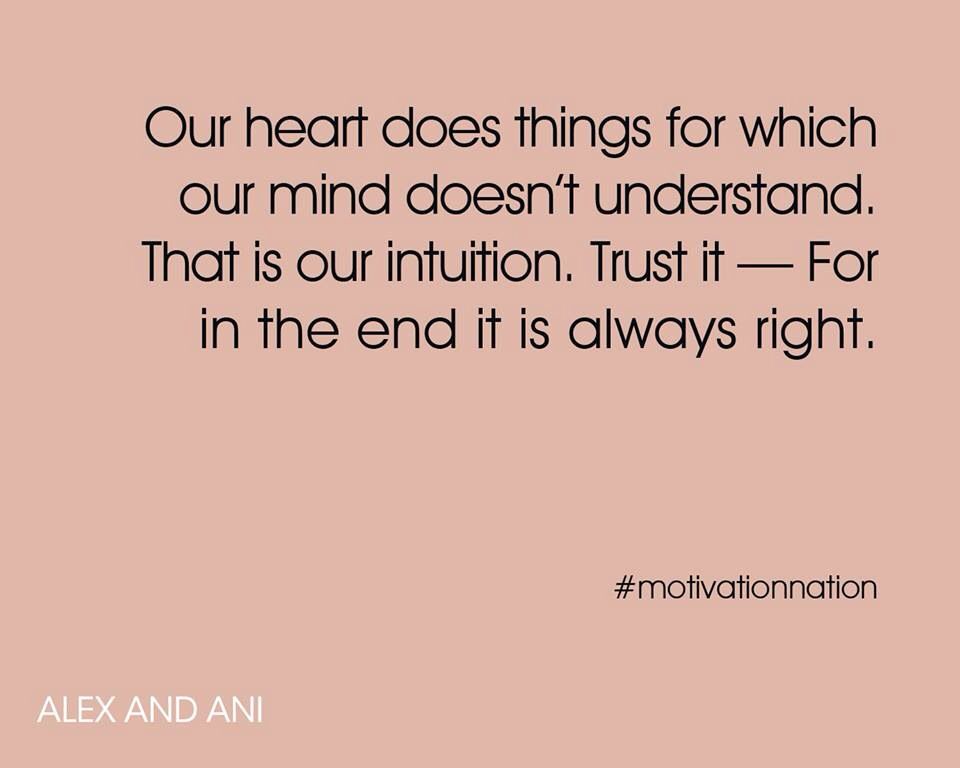 Our heart does things for which
our mind doesn't understand.
That is our intuition. Trust it — For
in the end it is always right.
#motivationnation
ALEX AND ANI